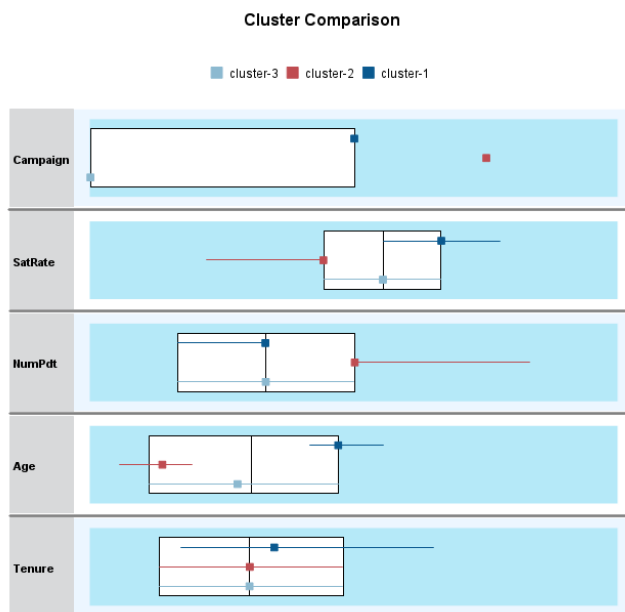 Cluster Comparison
cluster-3 cluster-2 cluster-1
Campaign
SatRate
NumPdt
Age
Tenure